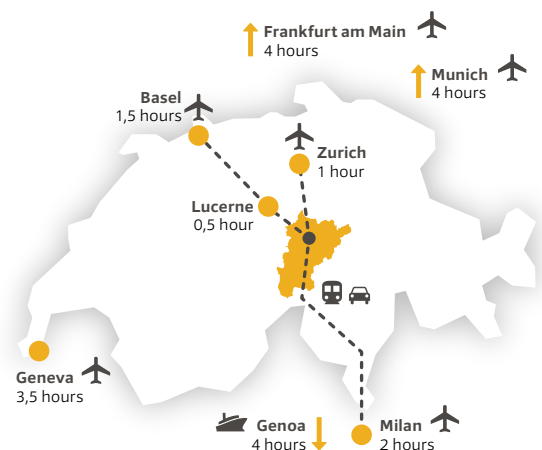 Frankfurt am Main
4 hours
Munich
4 hours
Basel
1,5 hours
Zurich
1 hour
Lucerne
0,5 hour
Geneva
3,5 hours
Genoa
4 hours
Milan
2 hours